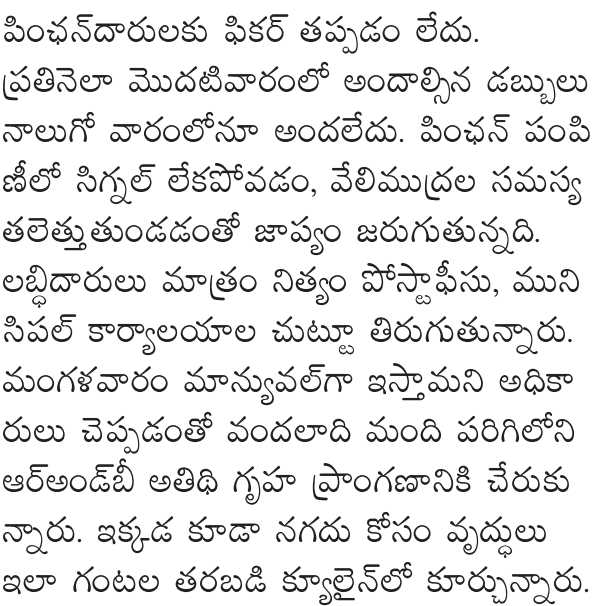 పింఛన్‌దారులకు ఫికర్ తప్పడం లేదు.
ప్రతినెలా మొదటివారంలో అందాల్సిన డబ్బులు
నాలుగో వారంలోనూ అందలేదు. పింఛన్ పంపి
ణీలో సిగ్నల్ లేకపోవడం, వేలిముద్రల సమస్య
తలెత్తుతుండడంతో జాప్యం జరుగుతున్నది.
లబ్ధిదారులు మాత్రం నిత్యం పోస్టాఫీసు, ముని
సిపల్ కార్యాలయాల చుట్టూ తిరుగుతున్నారు.
మంగళవారం మాన్యువల్‌గా ఇస్తామని అధికా
రులు చెప్పడంతో వందలాది మంది పరిగిలోని
ఆర్‌అండ్‌బీ అతిథి గృహ ప్రాంగణానికి చేరుకు
న్నారు. ఇక్కడ కూడా నగదు కోసం వృద్ధులు
ఇలా గంటల తరబడి క్యూలైన్‌లో కూర్చున్నారు.